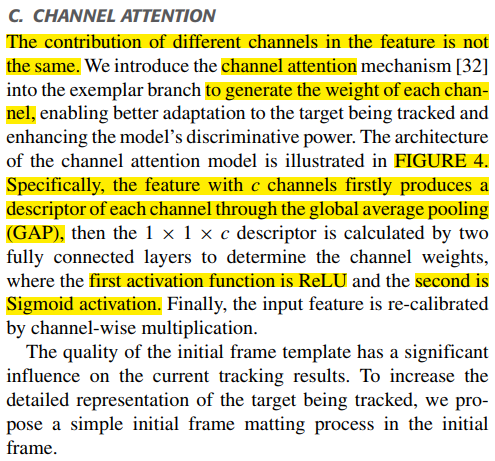 C. CHANNEL ATTENTION
The contribution of different channels in the feature is not
the same. We introduce the channel attention mechanism [32]
into the exemplar branch to generate the weight of each chan-
nel, enabling better adaptation to the target being tracked and
enhancing the model's discriminative power. The architecture
of the channel attention model is illustrated in FIGURE 4.
Specifically, the feature with c channels firstly produces a
descriptor of each channel through the global average pooling
(GAP), then the 1 × 1 × c descriptor is calculated by two
fully connected layers to determine the channel weights,
where the first activation function is ReLU and the second is
Sigmoid activation. Finally, the input feature is re-calibrated
by channel-wise multiplication.
The quality of the initial frame template has a significant
influence on the current tracking results. To increase the
detailed representation of the target being tracked, we pro-
pose a simple initial frame matting process in the initial
frame.